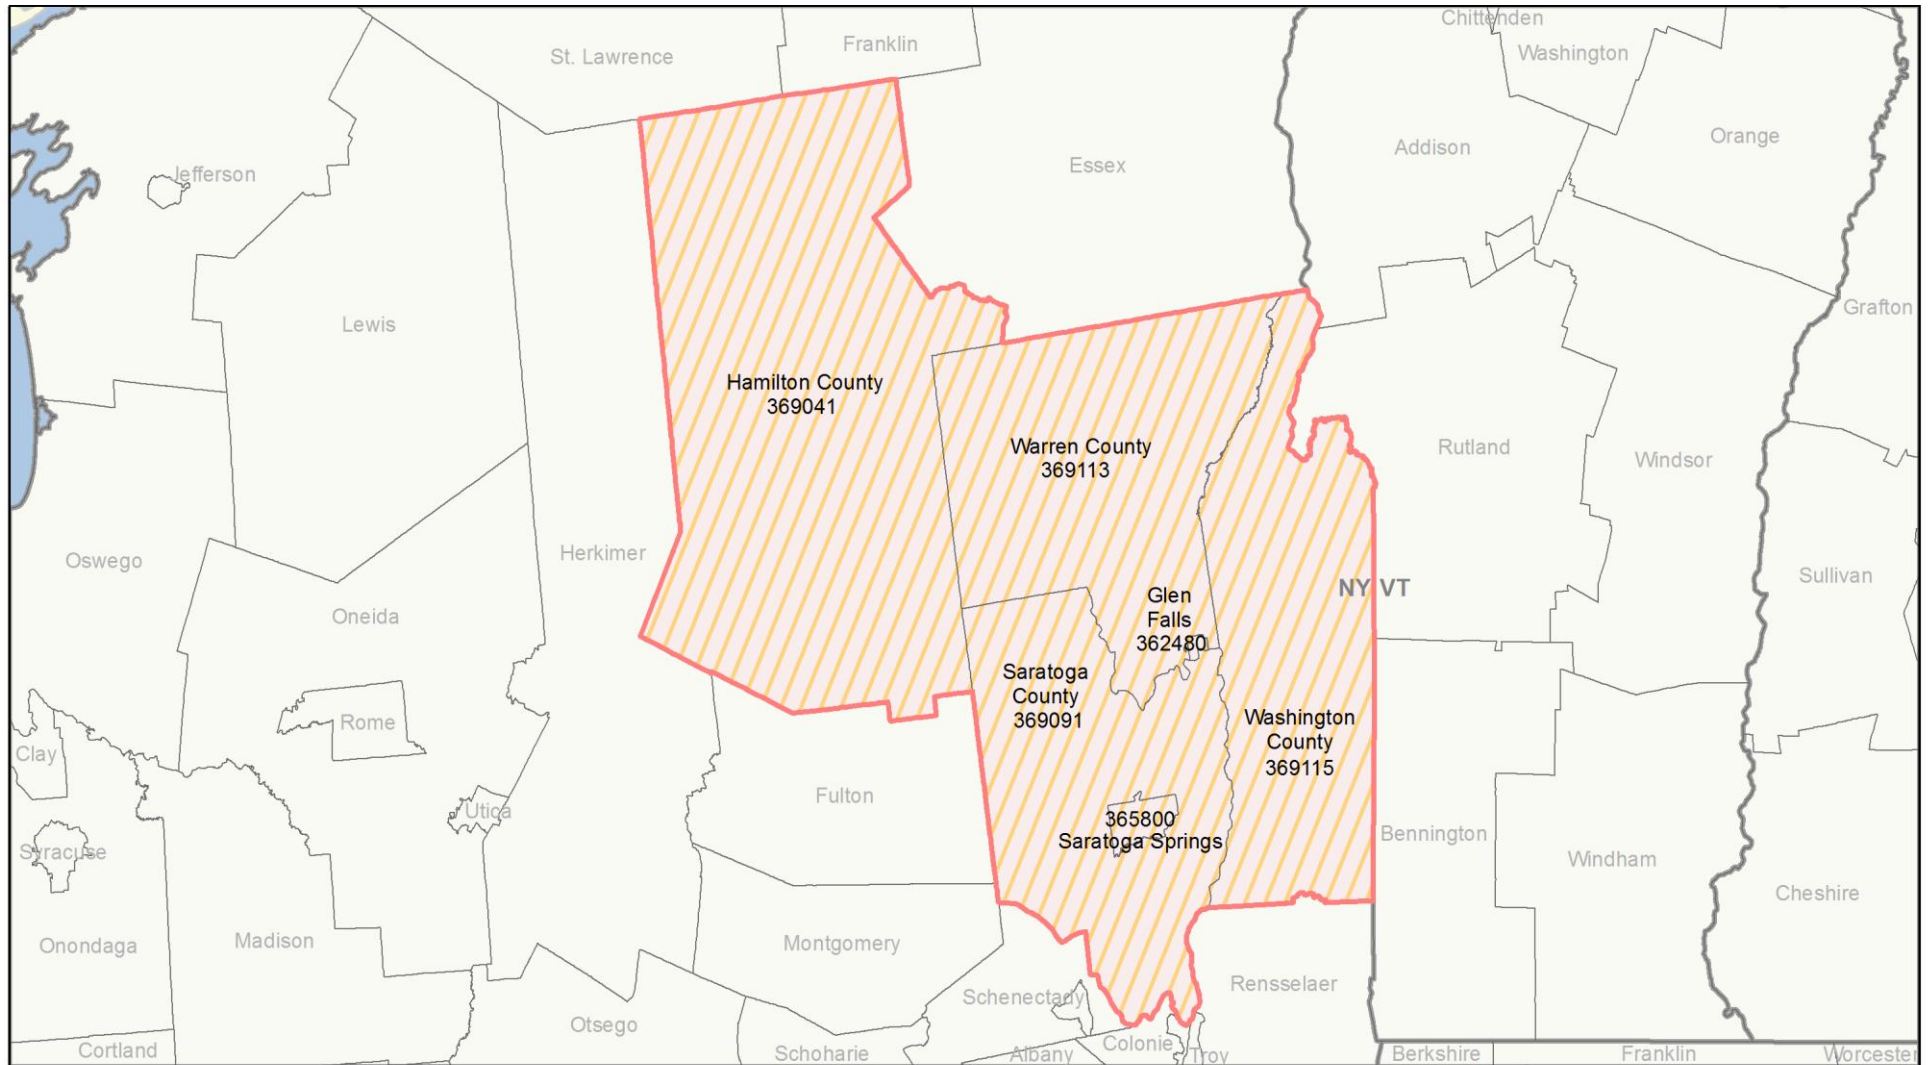 Chittenden
Franklin
St. Lawrence
Washington
Orange
Addison
Essex
Jefferson
Grafton
Lewis
Hamilton County
369041
Warren County
369113
Rutland
Windsor
Herkimer
Oswego
Sullivan
NY VT
Glen
Falls
362480
Oneida
Saratoga
County
369091
Washington
County
369115
Rome
Clay
Fulton
Utica
365800
Saratoga Springs
Bennington
Syracuse
Windham
Cheshire
Onondaga
Madison
Montgomery
Rensselaer
Schenectady
Otsego
Colonie
Cortland
Schoharie
Albany
Troy
Berkshire
Franklin
Worcester